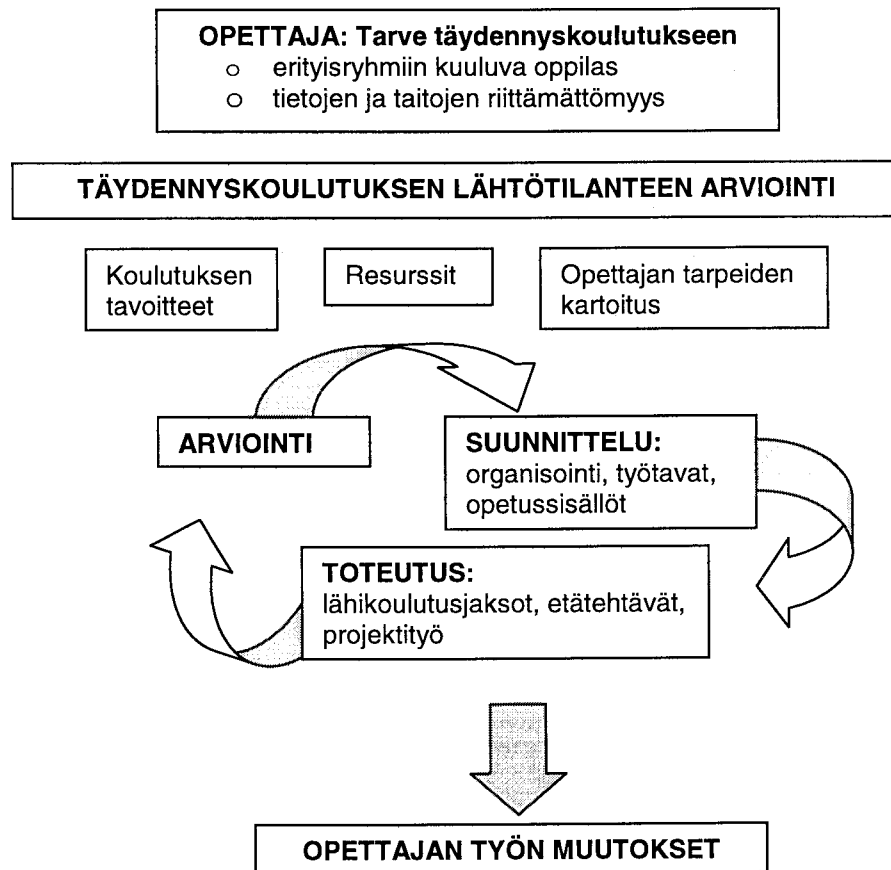 OPETTAJA: Tarve täydennyskoulutukseen
o erityisryhmiin kuuluva oppilas
o tietojen ja taitojen riittämättömyys
TÄYDENNYSKOULUTUKSEN LÄHTÖTILANTEEN ARVIOINTI
Koulutuksen
tavoitteet
Resurssit
Opettajan tarpeiden
kartoitus
ARVIOINTI
SUUNNITTELU:
organisointi, työtavat,
opetussisällöt
TOTEUTUS:
lähikoulutusjaksot, etätehtävät,
projektityö
OPETTAJAN TYÖN MUUTOKSET